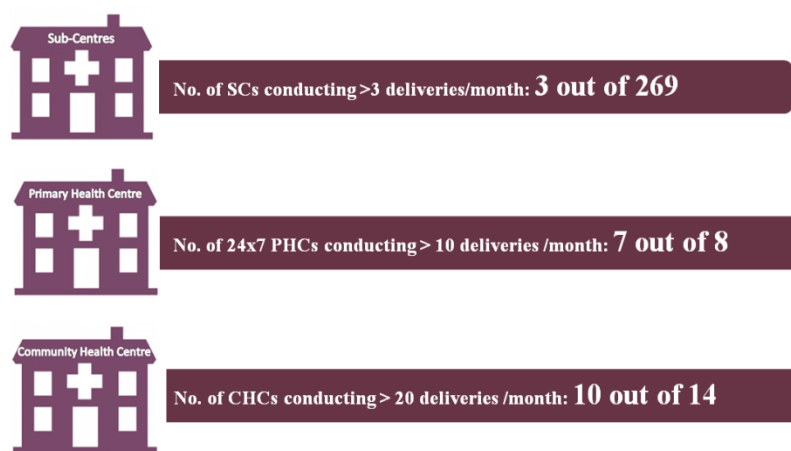 Sub-Centres
No. of SCs conducting >3 deliveries/month: 3 out of 269
Primary Health Centre
No. of 24x7 PHCs conducting > 10 deliveries /month: 7 out of 8
Community Health Centre
No. of CHCs conducting > 20 deliveries /month: 10 out of 14